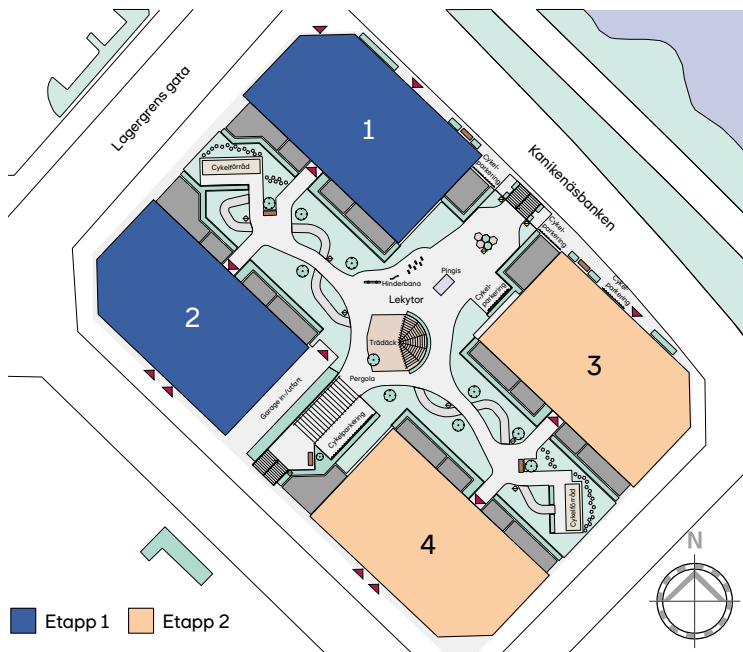 Lagergrens gata
1
Kanikenäsbanken
Cykel-
parkering
Cykelförråd
Cykel-
parkering
Pingis
Hinderbana
Lekytor
Cykel-
parkering
Cykel-
parkering
2
Trädäck
3
Pergola
Garage in-/utfart
Cykelparkering
Cykelförråd
4
N
Etapp 1
Etapp 2